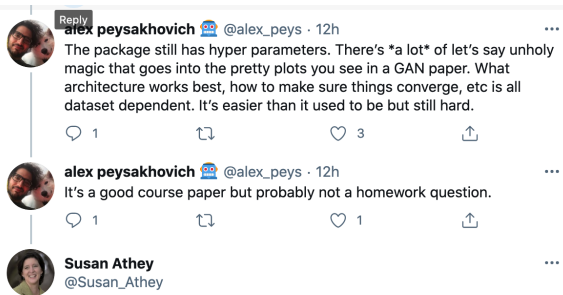 Reply
alex peysakhovich 🤖 @alex_peys · 12h
The package still has hyper parameters. There's *a lot* of let's say unholy
magic that goes into the pretty plots you see in a GAN paper. What
architecture works best, how to make sure things converge, etc is all
dataset dependent. It's easier than it used to be but still hard.
1 3
alex peysakhovich 🤖 @alex_peys · 12h
It's a good course paper but probably not a homework question.
1 1
Susan Athey
@Susan_Athey